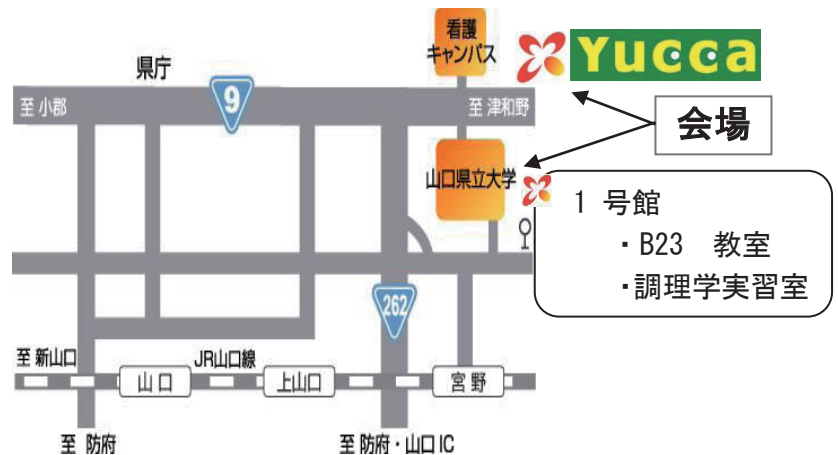 看護
キャンパス
Yucca
県庁
9
至 小郡
至 津和野
会場
山口県立大学
1 号館
・B23 教室
・調理学実習室
262
至 新山口
JR山口線
山 口
上山口
宮 野
至 防府
至 防府・山口 IC